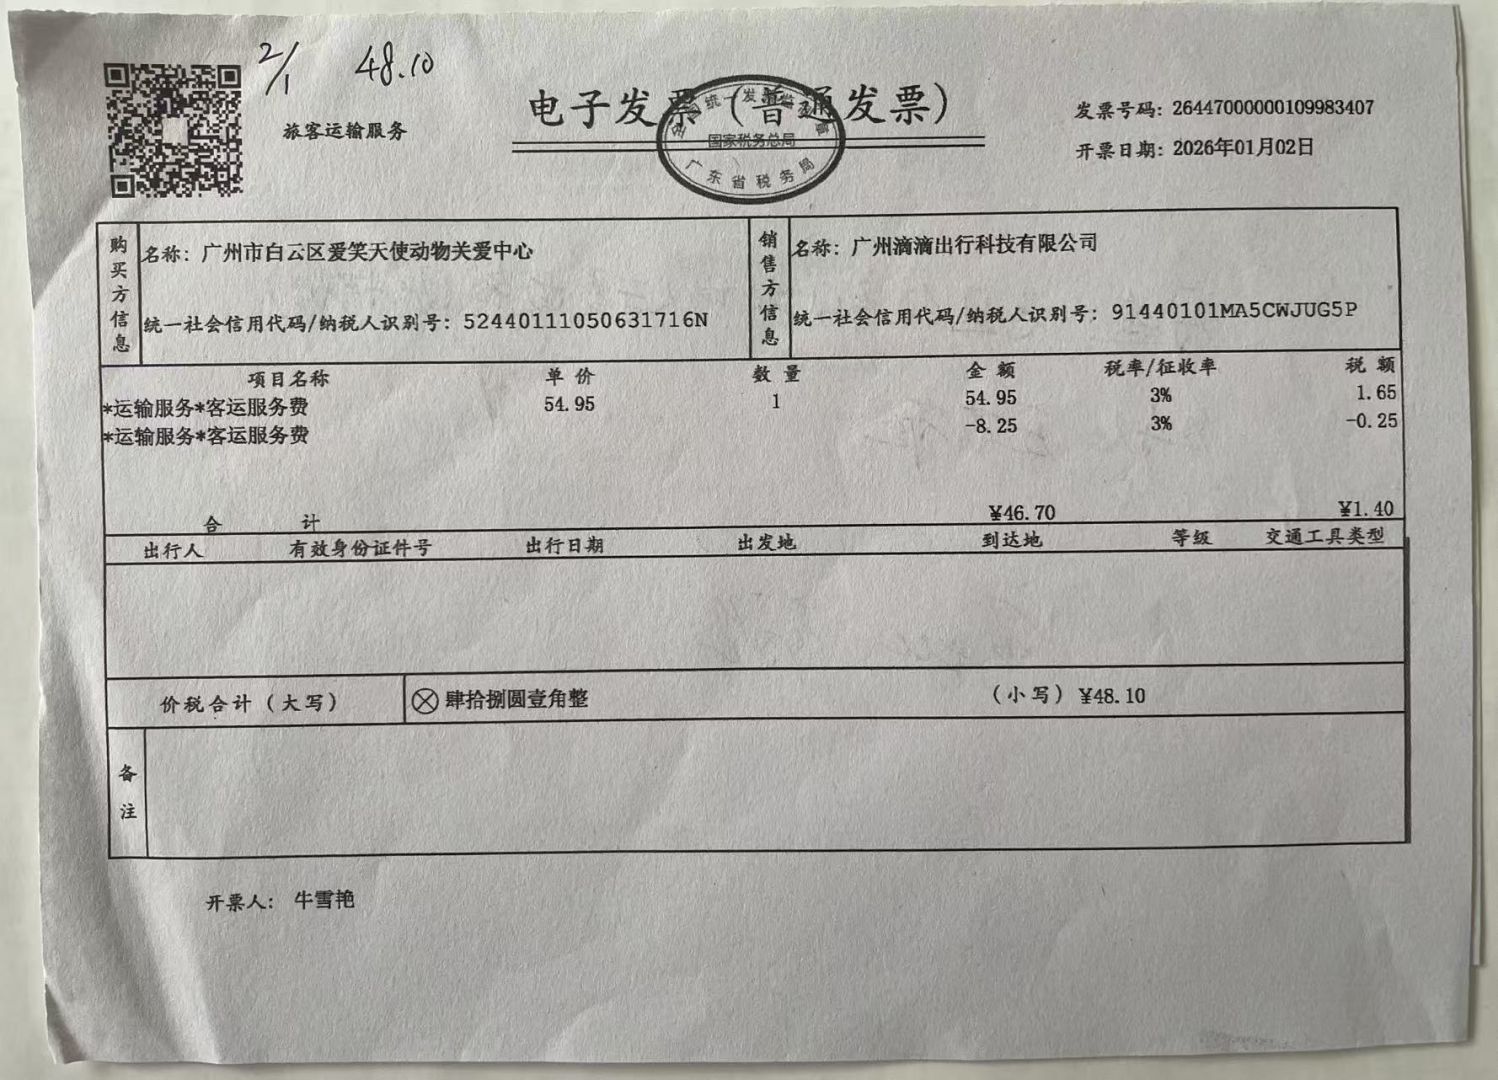 2/1 48.10
旅客运输服务
电子发票（普通发票）
全国统一发票监制章
国家税务总局
广东省税务局
发票号码：26447000000109983407
开票日期：2026年01月02日
购买方信息
名称：广州市白云区爱笑天使动物关爱中心
统一社会信用代码/纳税人识别号：52440111050631716N
销售方信息
名称：广州滴滴出行科技有限公司
统一社会信用代码/纳税人识别号：91440101MA5CWJUG5P
项目名称 单价 数量 金额 税率/征收率 税额
*运输服务*客运服务费 54.95 1 54.95 3% 1.65
*运输服务*客运服务费 -8.25 3% -0.25
合计 ¥46.70 ¥1.40
出行人 有效身份证件号 出行日期 出发地 到达地 等级 交通工具类型
价税合计（大写） ⊗肆拾捌圆壹角整 （小写）¥48.10
备注
开票人：牛雪艳